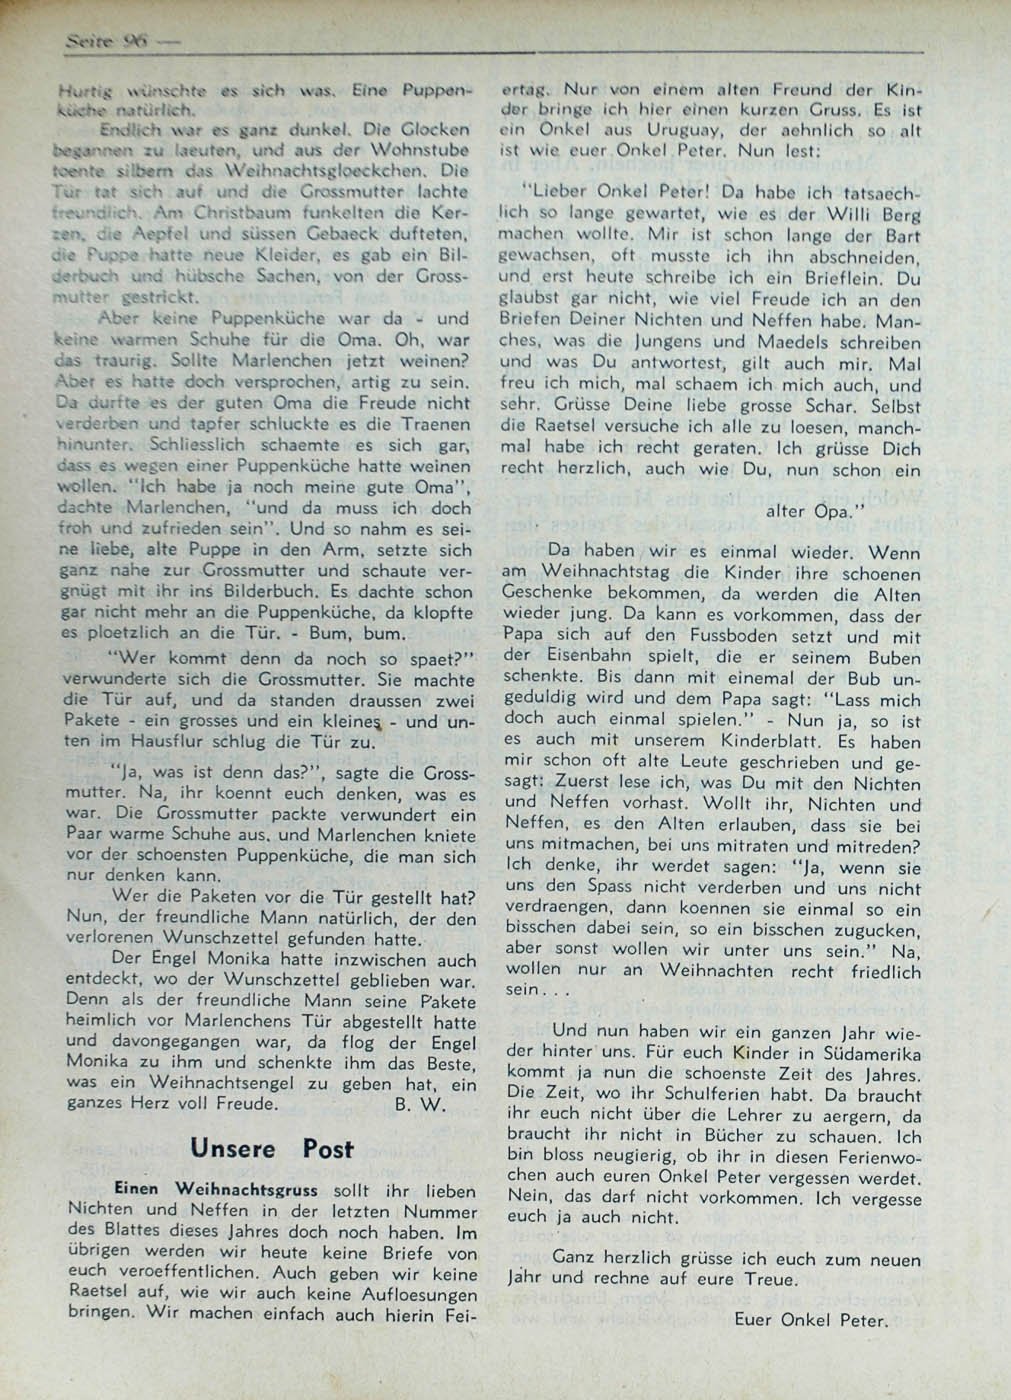 Seite 96 —
Hurtig wünschte es sich was. Eine Puppen-
küche natürlich.
Endlich war es ganz dunkel. Die Glocken
begannen zu laeuten, und aus der Wohnstube
toente silbern das Weihnachtsgloeckchen. Die
Tür tat sich auf und die Grossmutter lachte
freundlich. Am Christbaum funkelten die Ker-
zen, die Aepfel und süssen Gebaeck dufteten,
die Puppe hatte neue Kleider, es gab ein Bil-
derbuch und hübsche Sachen, von der Gross-
mutter gestrickt.
Aber keine Puppenküche war da - und
keine warmen Schuhe für die Oma. Oh, war
das traurig. Sollte Marlenchen jetzt weinen?
Aber es hatte doch versprochen, artig zu sein.
Da durfte es der guten Oma die Freude nicht
verderben und tapfer schluckte es die Traenen
hinunter. Schliesslich schaemte es sich gar,
dass es wegen einer Puppenküche hatte weinen
wollen. "Ich habe ja noch meine gute Oma",
dachte Marlenchen, "und da muss ich doch
froh und zufrieden sein". Und so nahm es sei-
ne liebe, alte Puppe in den Arm, setzte sich
ganz nahe zur Grossmutter und schaute ver-
gnügt mit ihr ins Bilderbuch. Es dachte schon
gar nicht mehr an die Puppenküche, da klopfte
es ploetzlich an die Tür. - Bum, bum.
"Wer kommt denn da noch so spaet?"
verwunderte sich die Grossmutter. Sie machte
die Tür auf, und da standen draussen zwei
Pakete - ein grosses und ein kleines - und un-
ten im Hausflur schlug die Tür zu.
"Ja, was ist denn das?", sagte die Gross-
mutter. Na, ihr koennt euch denken, was es
war. Die Grossmutter packte verwundert ein
Paar warme Schuhe aus, und Marlenchen kniete
vor der schoensten Puppenküche, die man sich
nur denken kann.
Wer die Paketen vor die Tür gestellt hat?
Nun, der freundliche Mann natürlich, der den
verlorenen Wunschzettel gefunden hatte.
Der Engel Monika hatte inzwischen auch
entdeckt, wo der Wunschzettel geblieben war.
Denn als der freundliche Mann seine Pakete
heimlich vor Marlenchens Tür abgestellt hatte
und davongegangen war, da flog der Engel
Monika zu ihm und schenkte ihm das Beste,
was ein Weihnachtsengel zu geben hat, ein
ganzes Herz voll Freude. B. W.
Unsere Post
Einen Weihnachtsgruss sollt ihr lieben
Nichten und Neffen in der letzten Nummer
des Blattes dieses Jahres doch noch haben. Im
übrigen werden wir heute keine Briefe von
euch veroeffentlichen. Auch geben wir keine
Raetsel auf, wie wir auch keine Aufloesungen
bringen. Wir machen einfach auch hierin Fei-
ertag. Nur von einem alten Freund der Kin-
der bringe ich hier einen kurzen Gruss. Es ist
ein Onkel aus Uruguay, der aehnlich so alt
ist wie euer Onkel Peter. Nun lest:
"Lieber Onkel Peter! Da habe ich tatsaech-
lich so lange gewartet, wie es der Willi Berg
machen wollte. Mir ist schon lange der Bart
gewachsen, oft musste ich ihn abschneiden,
und erst heute schreibe ich ein Brieflein. Du
glaubst gar nicht, wie viel Freude ich an den
Briefen Deiner Nichten und Neffen habe. Man-
ches, was die Jungens und Maedels schreiben
und was Du antwortest, gilt auch mir. Mal
freu ich mich, mal schaem ich mich auch, und
sehr. Grüsse Deine liebe grosse Schar. Selbst
die Raetsel versuche ich alle zu loesen, manch-
mal habe ich recht geraten. Ich grüsse Dich
recht herzlich, auch wie Du, nun schon ein
alter Opa."
Da haben wir es einmal wieder. Wenn
am Weihnachtstag die Kinder ihre schoenen
Geschenke bekommen, da werden die Alten
wieder jung. Da kann es vorkommen, dass der
Papa sich auf den Fussboden setzt und mit
der Eisenbahn spielt, die er seinem Buben
schenkte. Bis dann mit einemal der Bub un-
geduldig wird und dem Papa sagt: "Lass mich
doch auch einmal spielen." - Nun ja, so ist
es auch mit unserem Kinderblatt. Es haben
mir schon oft alte Leute geschrieben und ge-
sagt: Zuerst lese ich, was Du mit den Nichten
und Neffen vorhast. Wollt ihr, Nichten und
Neffen, es den Alten erlauben, dass sie bei
uns mitmachen, bei uns mitraten und mitreden?
Ich denke, ihr werdet sagen: "Ja, wenn sie
uns den Spass nicht verderben und uns nicht
verdraengen, dann koennen sie einmal so ein
bisschen dabei sein, so ein bisschen zugucken,
aber sonst wollen wir unter uns sein." Na,
wollen nur an Weihnachten recht friedlich
sein. . .
Und nun haben wir ein ganzen Jahr wie-
der hinter uns. Für euch Kinder in Südamerika
kommt ja nun die schoenste Zeit des Jahres.
Die Zeit, wo ihr Schulferien habt. Da braucht
ihr euch nicht über die Lehrer zu aergern, da
braucht ihr nicht in Bücher zu schauen. Ich
bin bloss neugierig, ob ihr in diesen Ferienwo-
chen auch euren Onkel Peter vergessen werdet.
Nein, das darf nicht vorkommen. Ich vergesse
euch ja auch nicht.
Ganz herzlich grüsse ich euch zum neuen
Jahr und rechne auf eure Treue.
Euer Onkel Peter.